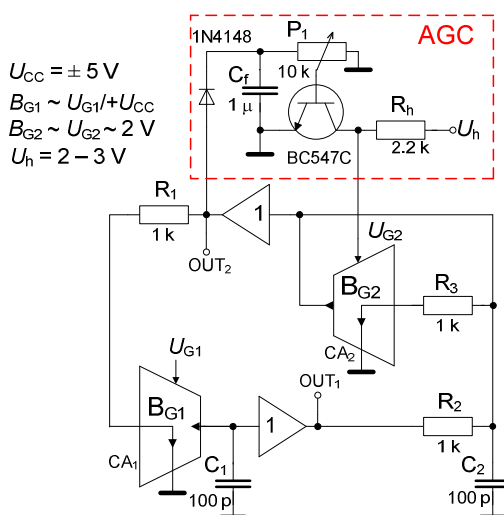 1N4148
P1
AGC
10 k
Cf
1 μ
BC547C
Rh
2.2 k
Uh
UCC = ± 5 V
BG1 ~ UG1/+UCC
BG2 ~ UG2 ~ 2 V
Uh = 2 – 3 V
R1
1 k
1
OUT2
UG2
BG2
CA2
R3
1 k
UG1
BG1
CA1
OUT1
1
R2
1k
C1
100 p
C2
100 p